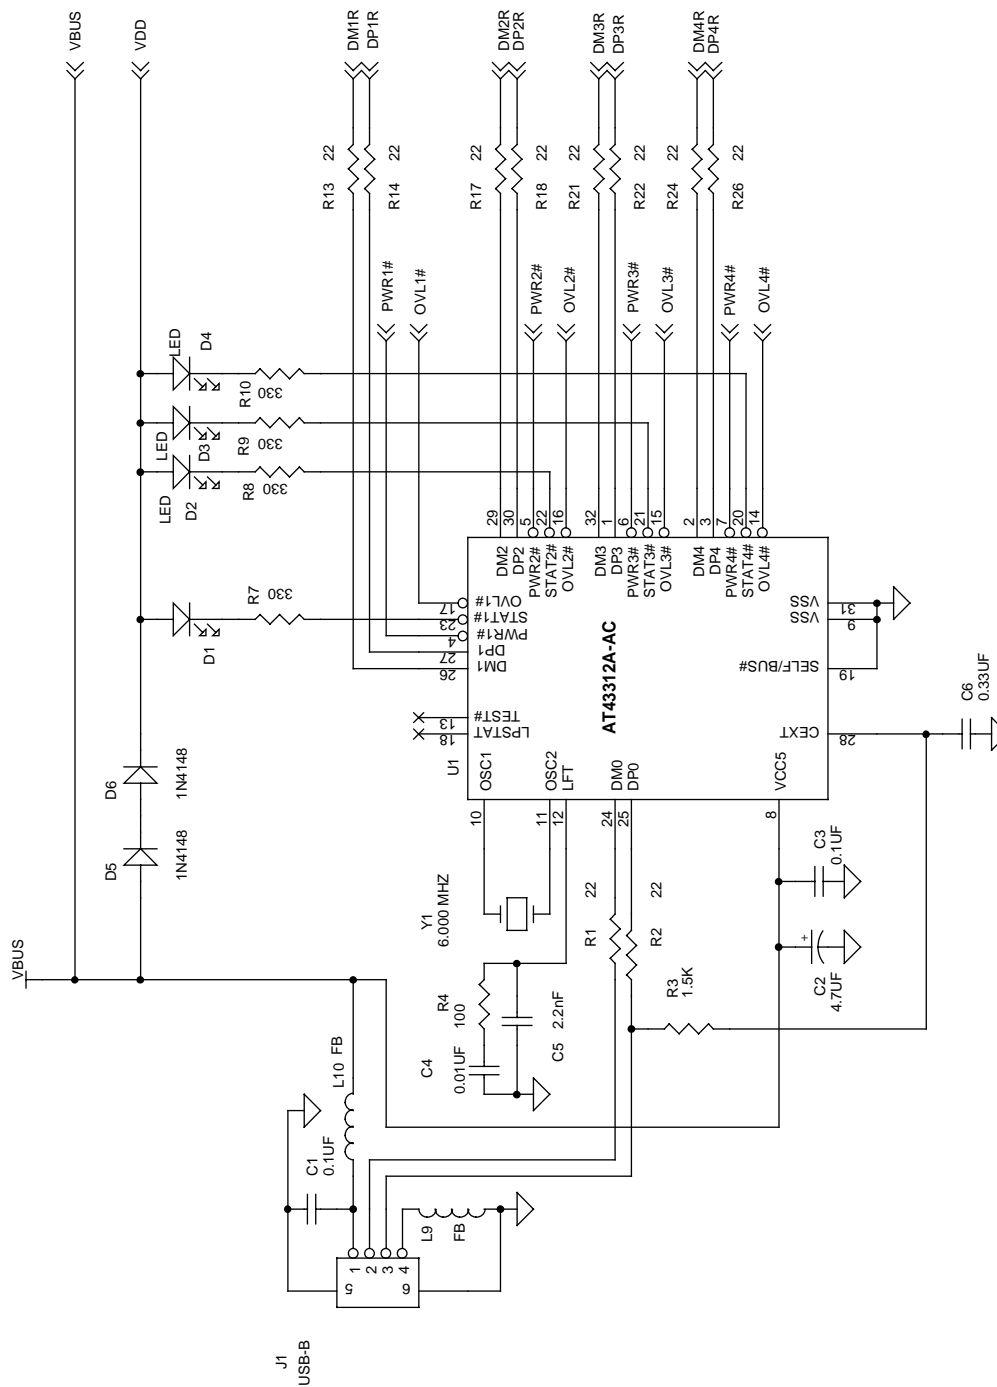 VBUS
VDD
DM1R
DP1R
DM2R
DP2R
DM3R
DP3R
DM4R
DP4R
R13 22
R14 22
R17 22
R18 22
R21 22
R22 22
R24 22
R26 22
PWR1#
OVL1#
PWR2#
OVL2#
PWR3#
OVL3#
PWR4#
OVL4#
LED
D4
R10
330
LED
D3
R9
330
LED
D2
R8
330
D1
R7
330
D6
1N4148
D5
1N4148
VBUS
29 DM2
30 DP2
5 PWR2#
22 STAT2#
16 OVL2#
32 DM3
1 DP3
6 PWR3#
21 STAT3#
15 OVL3#
2 DM4
3 DP4
7 PWR4#
20 STAT4#
14 OVL4#
17 OVL1#
23 STAT1#
4 PWR1#
27 DP1
26 DM1
13 TEST#
18 LPSTAT
U1
AT43312A-AC
VSS 31
VSS 9
SELF/BUS# 19
CEXT 28
10 OSC1
11 OSC2
12 LFT
24 DM0
25 DP0
8 VCC5
C6
0.33UF
C3
0.1UF
+
C2
4.7UF
Y1
6.000 MHZ
R1 22
R2 22
R3
1.5K
R4
100
C4
0.01UF
C5 2.2nF
L10 FB
C1
0.1UF
L9
FB
5
1
2
3
4
6
J1
USB-B